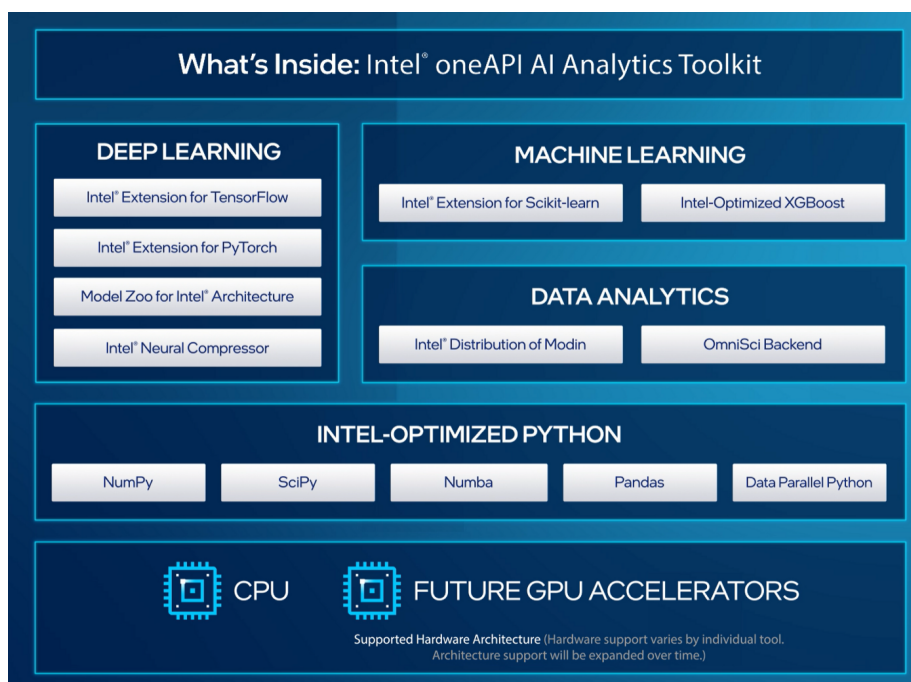 What's Inside: Intel® oneAPI AI Analytics Toolkit
DEEP LEARNING
Intel® Extension for TensorFlow
Intel® Extension for PyTorch
Model Zoo for Intel® Architecture
Intel® Neural Compressor
MACHINE LEARNING
Intel® Extension for Scikit-learn
Intel-Optimized XGBoost
DATA ANALYTICS
Intel® Distribution of Modin
OmniSci Backend
INTEL-OPTIMIZED PYTHON
NumPy
SciPy
Numba
Pandas
Data Parallel Python
CPU
FUTURE GPU ACCELERATORS
Supported Hardware Architecture (Hardware support varies by individual tool.
Architecture support will be expanded over time.)